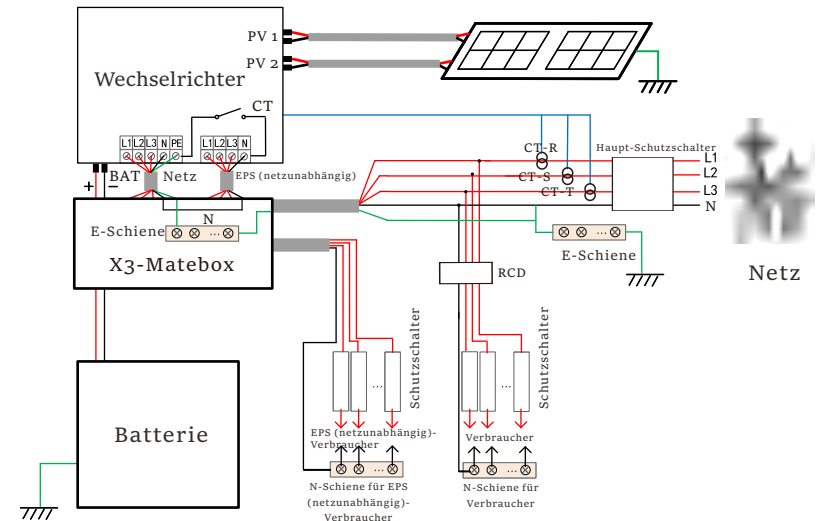 PV 1
PV 2
Wechselrichter
CT
L1 L2 L3 N PE
L1 L2 L3 N
BAT
Netz
EPS (netzunabhängig)
+
−
N
E-Schiene
...
X3-Matebox
CT-R
CT-S
CT-T
Haupt-Schutzschalter
L1
L2
L3
N
...
E-Schiene
Netz
RCD
Schutzschalter
...
Schutzschalter
...
Batterie
EPS (netzunabhängig)-
Verbraucher
...
N-Schiene für EPS
(netzunabhängig)-
Verbraucher
Verbraucher
...
N-Schiene für
Verbraucher